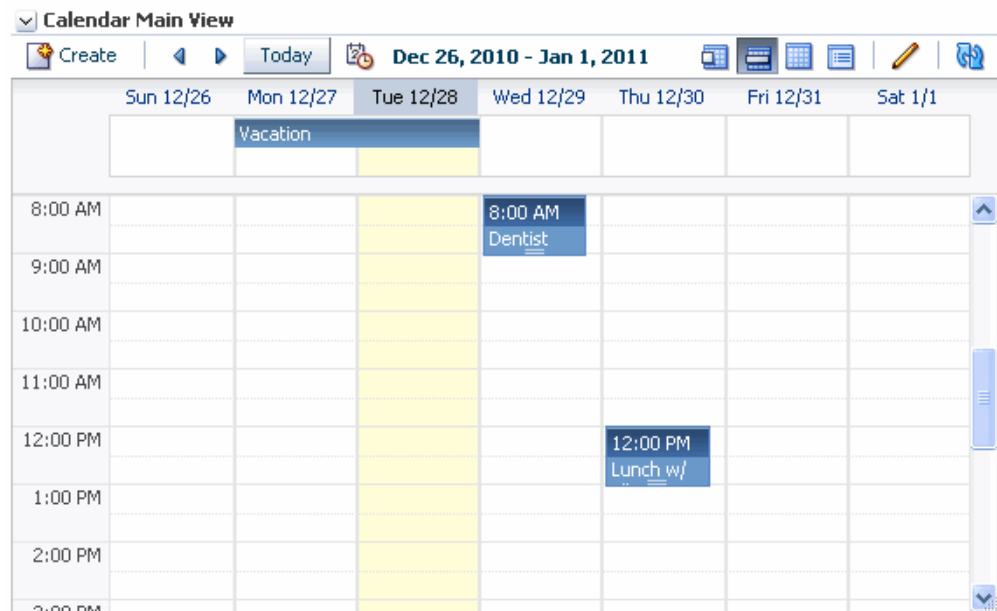 Calendar Main View
Create Today Dec 26, 2010 - Jan 1, 2011
Sun 12/26 Mon 12/27 Tue 12/28 Wed 12/29 Thu 12/30 Fri 12/31 Sat 1/1
Vacation
8:00 AM 8:00 AM
Dentist
9:00 AM
10:00 AM
11:00 AM
12:00 PM 12:00 PM
Lunch w/
1:00 PM
2:00 PM